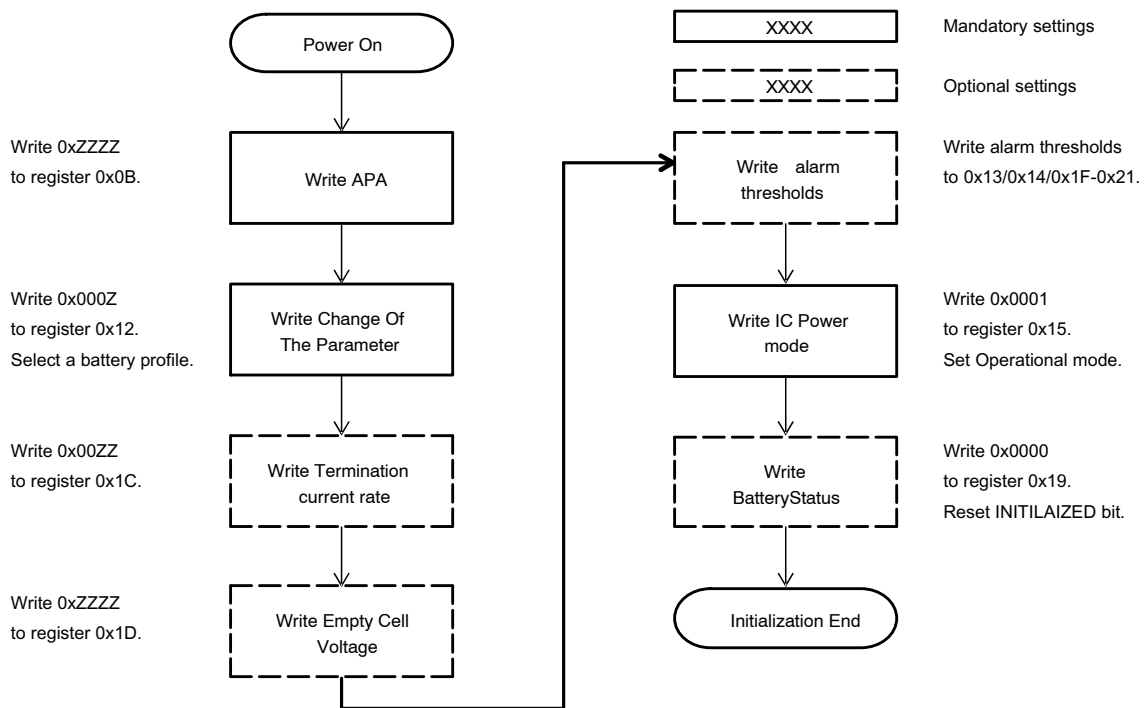 Power On
Write 0xZZZZ
to register 0x0B.
Write APA
Write 0x000Z
to register 0x12.
Select a battery profile.
Write Change Of
The Parameter
Write 0x00ZZ
to register 0x1C.
Write Termination
current rate
Write 0xZZZZ
to register 0x1D.
Write Empty Cell
Voltage
XXXX
Mandatory settings
XXXX
Optional settings
Write alarm
thresholds
Write alarm thresholds
to 0x13/0x14/0x1F-0x21.
Write IC Power
mode
Write 0x0001
to register 0x15.
Set Operational mode.
Write
BatteryStatus
Write 0x0000
to register 0x19.
Reset INITILAIZED bit.
Initialization End